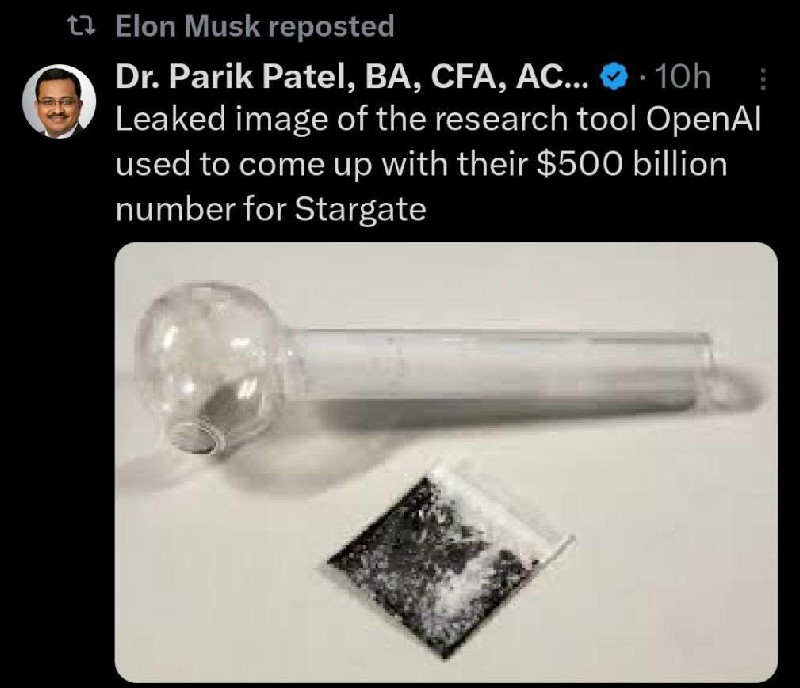 Elon Musk reposted
Dr. Parik Patel, BA, CFA, AC... · 10h
Leaked image of the research tool OpenAI
used to come up with their $500 billion
number for Stargate